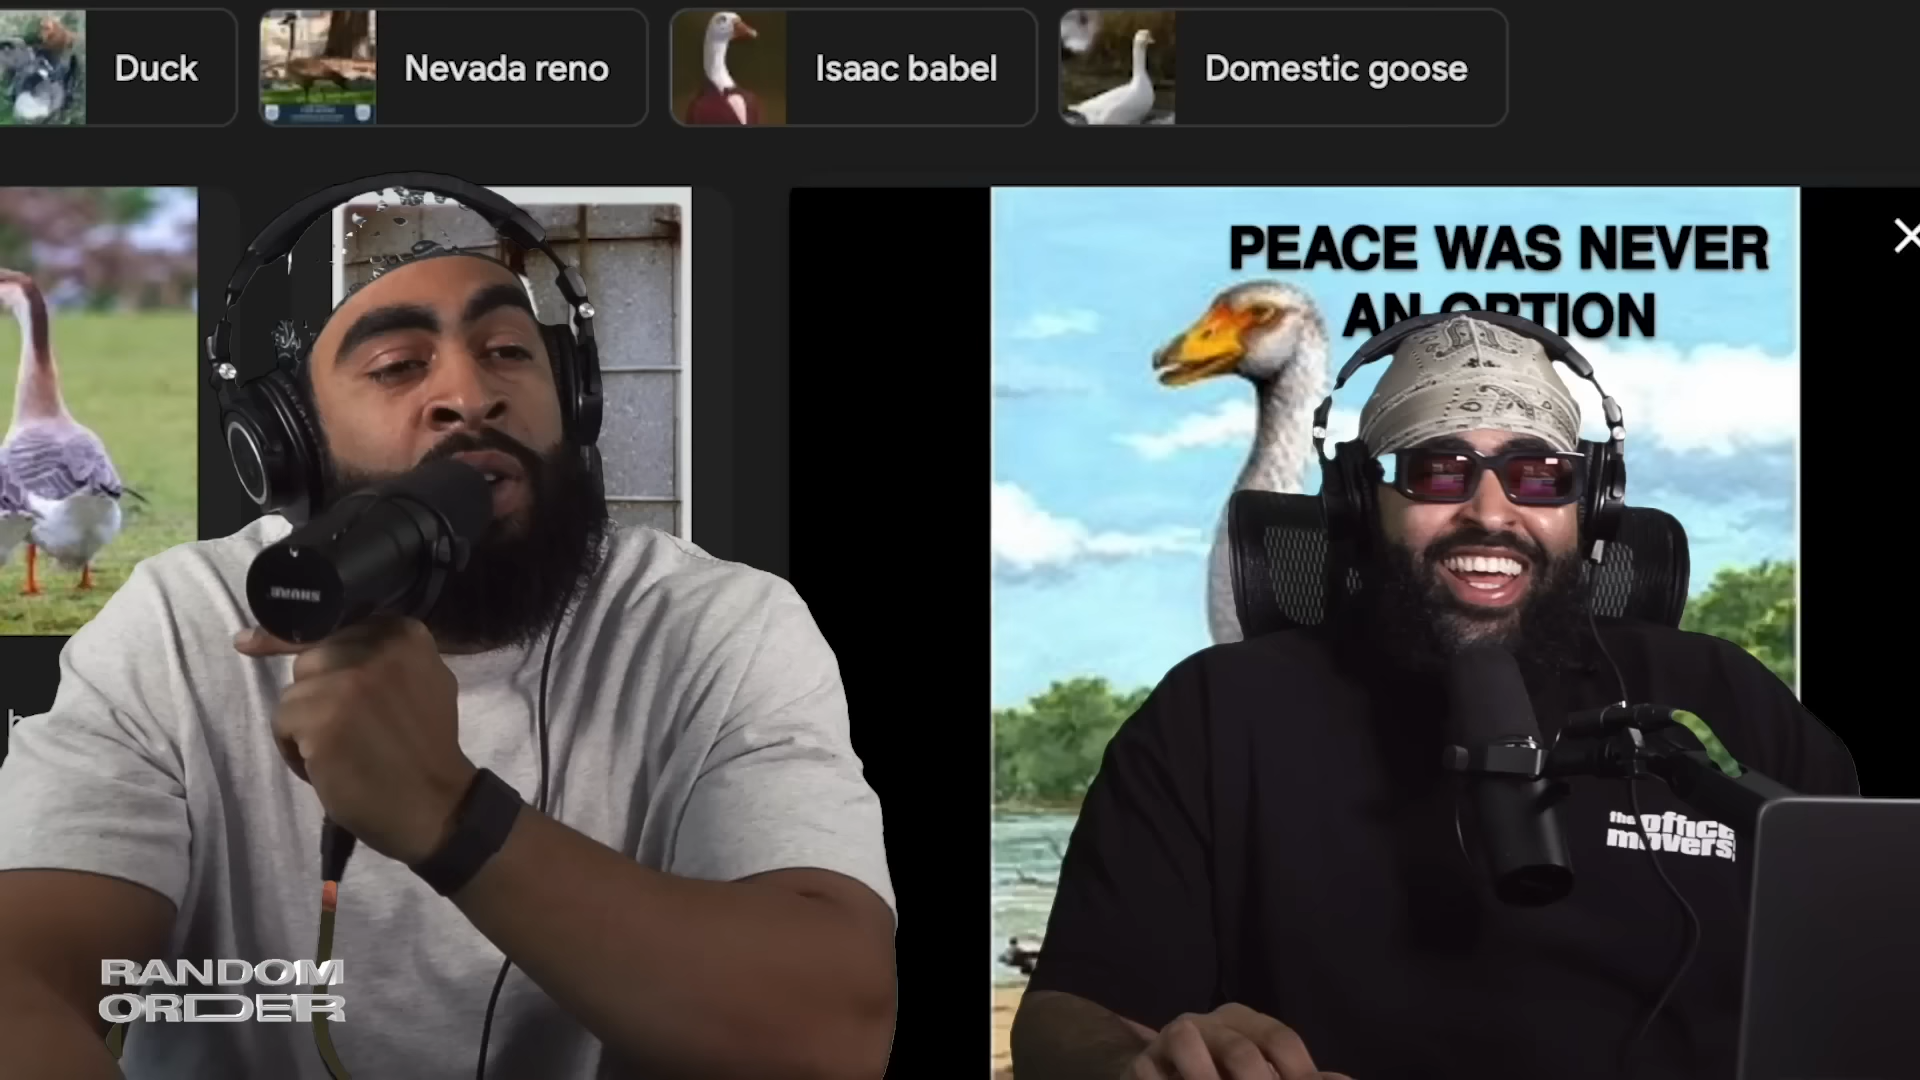 Duck
Nevada reno
Isaac babel
Domestic goose
PEACE WAS NEVER
AN OPTION
the office
movers
RANDOM
ORDER